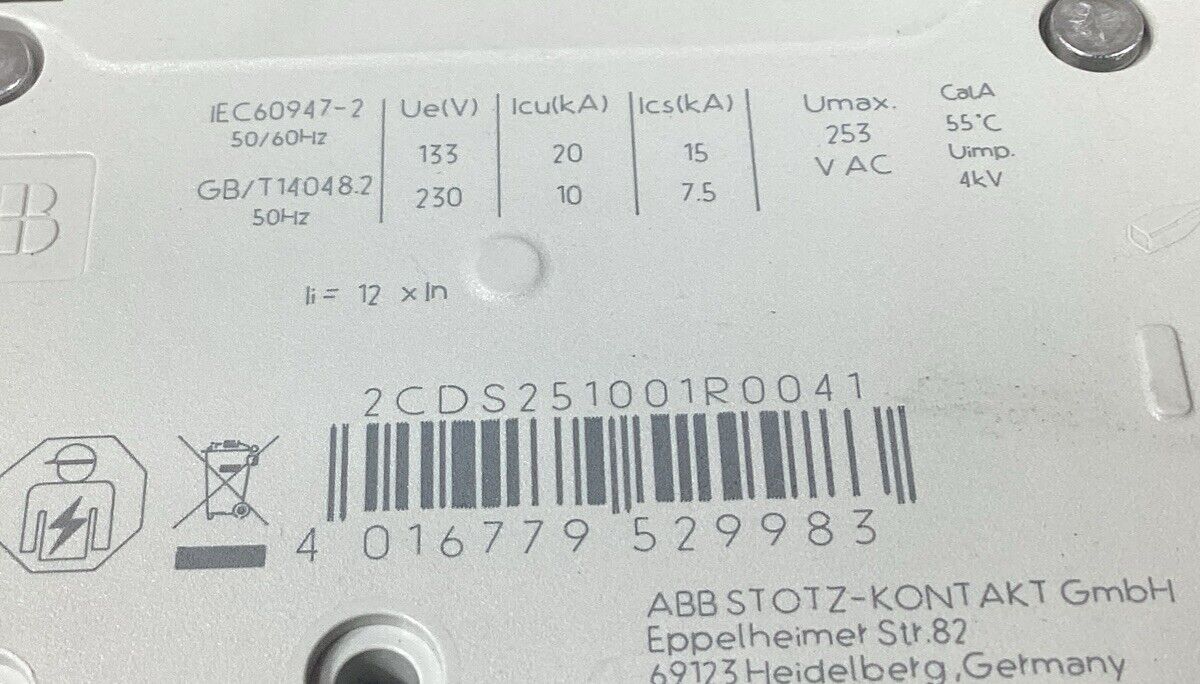 IEC60947-2
50/60Hz
GB/T14048.2
50Hz
Ue(V) Icu(kA) Ics(kA)
133 20 15
230 10 7.5
Umax.
253
V AC
Cal.A
55°C
Uimp.
4kV
Ii = 12 x In
2CDS251001R0041
4 016779 529983
ABB STOTZ-KONTAKT GmbH
Eppelheimer Str.82
69123 Heidelberg,Germany